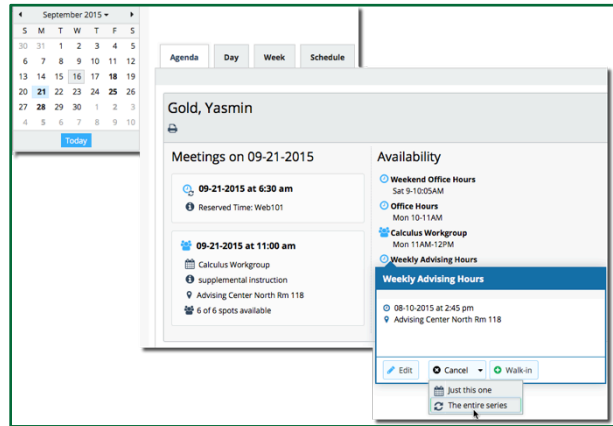 September 2015
S M T W T F S
30 31 1 2 3 4 5
6 7 8 9 10 11 12
13 14 15 16 17 18 19
20 21 22 23 24 25 26
27 28 29 30 1 2 3
4 5 6 7 8 9 10
Today
Agenda Day Week Schedule
Gold, Yasmin
Meetings on 09-21-2015
09-21-2015 at 6:30 am
Reserved Time: Web101
09-21-2015 at 11:00 am
Calculus Workgroup
supplemental instruction
Advising Center North Rm 118
6 of 6 spots available
Availability
Weekend Office Hours
Sat 9-10:05AM
Office Hours
Mon 10-11AM
Calculus Workgroup
Mon 11AM-12PM
Weekly Advising Hours
Weekly Advising Hours
08-10-2015 at 2:45 pm
Advising Center North Rm 118
Edit Cancel Walk-in
Just this one
The entire series